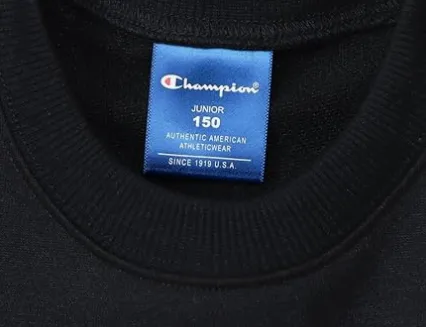 Champion
JUNIOR
150
AUTHENTIC AMERICAN
ATHLETICWEAR
SINCE 1919 U.S.A.